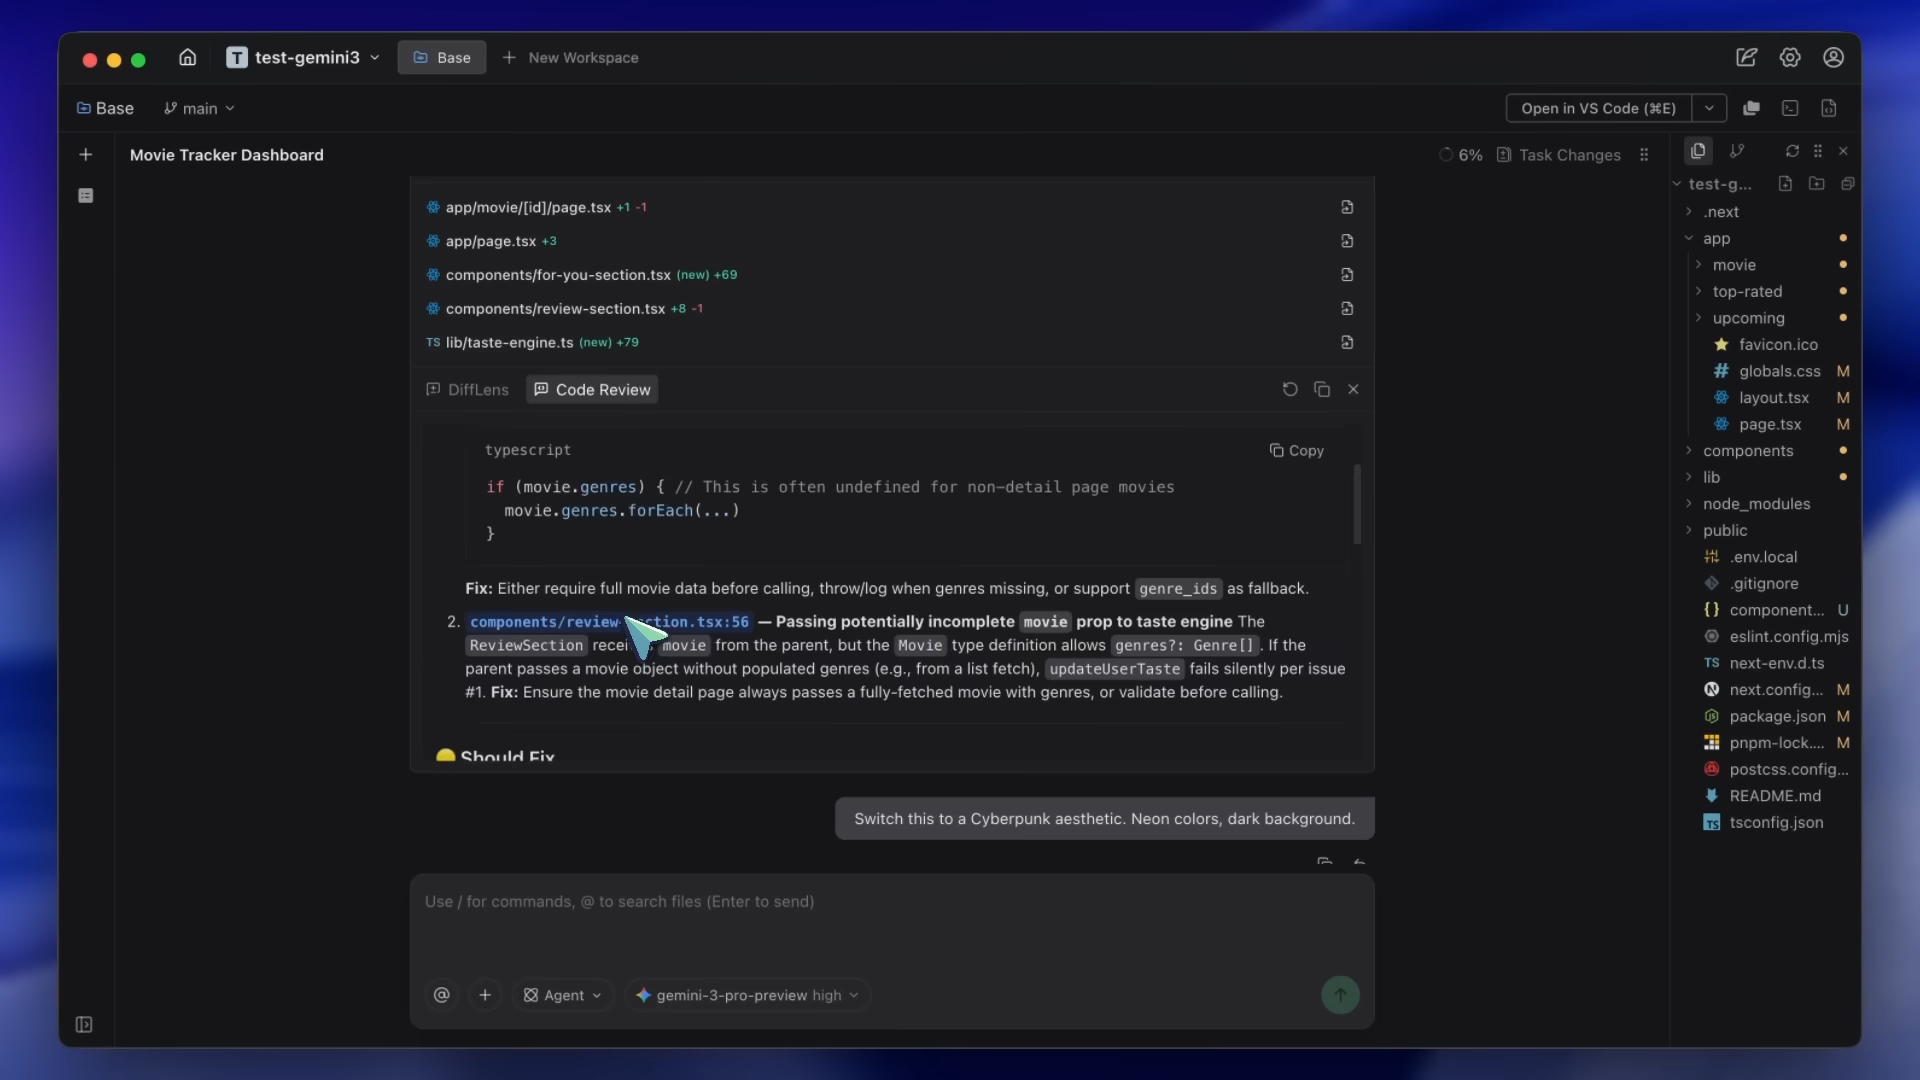 T test-gemini3
Base
New Workspace
Base
main
Open in VS Code (⌘E)
Movie Tracker Dashboard
6%
Task Changes
app/movie/[id]/page.tsx +1 -1
app/page.tsx +3
components/for-you-section.tsx (new) +69
components/review-section.tsx +8 -1
TS lib/taste-engine.ts (new) +79
DiffLens
Code Review
typescript
Copy
if (movie.genres) { // This is often undefined for non-detail page movies
movie.genres.forEach(...)
}
Fix: Either require full movie data before calling, throw/log when genres missing, or support genre_ids as fallback.
2. components/review ction.tsx:56 — Passing potentially incomplete movie prop to taste engine The
ReviewSection recei movie from the parent, but the Movie type definition allows genres?: Genre[]. If the
parent passes a movie object without populated genres (e.g., from a list fetch), updateUserTaste fails silently per issue
#1. Fix: Ensure the movie detail page always passes a fully-fetched movie with genres, or validate before calling.
Should Fix
Switch this to a Cyberpunk aesthetic. Neon colors, dark background.
Use / for commands, @ to search files (Enter to send)
@
Agent
gemini-3-pro-preview high
test-g...
.next
app
movie
top-rated
upcoming
favicon.ico
# globals.css M
layout.tsx M
page.tsx M
components
lib
node_modules
public
.env.local
.gitignore
{} component... U
eslint.config.mjs
TS next-env.d.ts
N next.config... M
package.json M
pnpm-lock.... M
postcss.config...
README.md
TS tsconfig.json